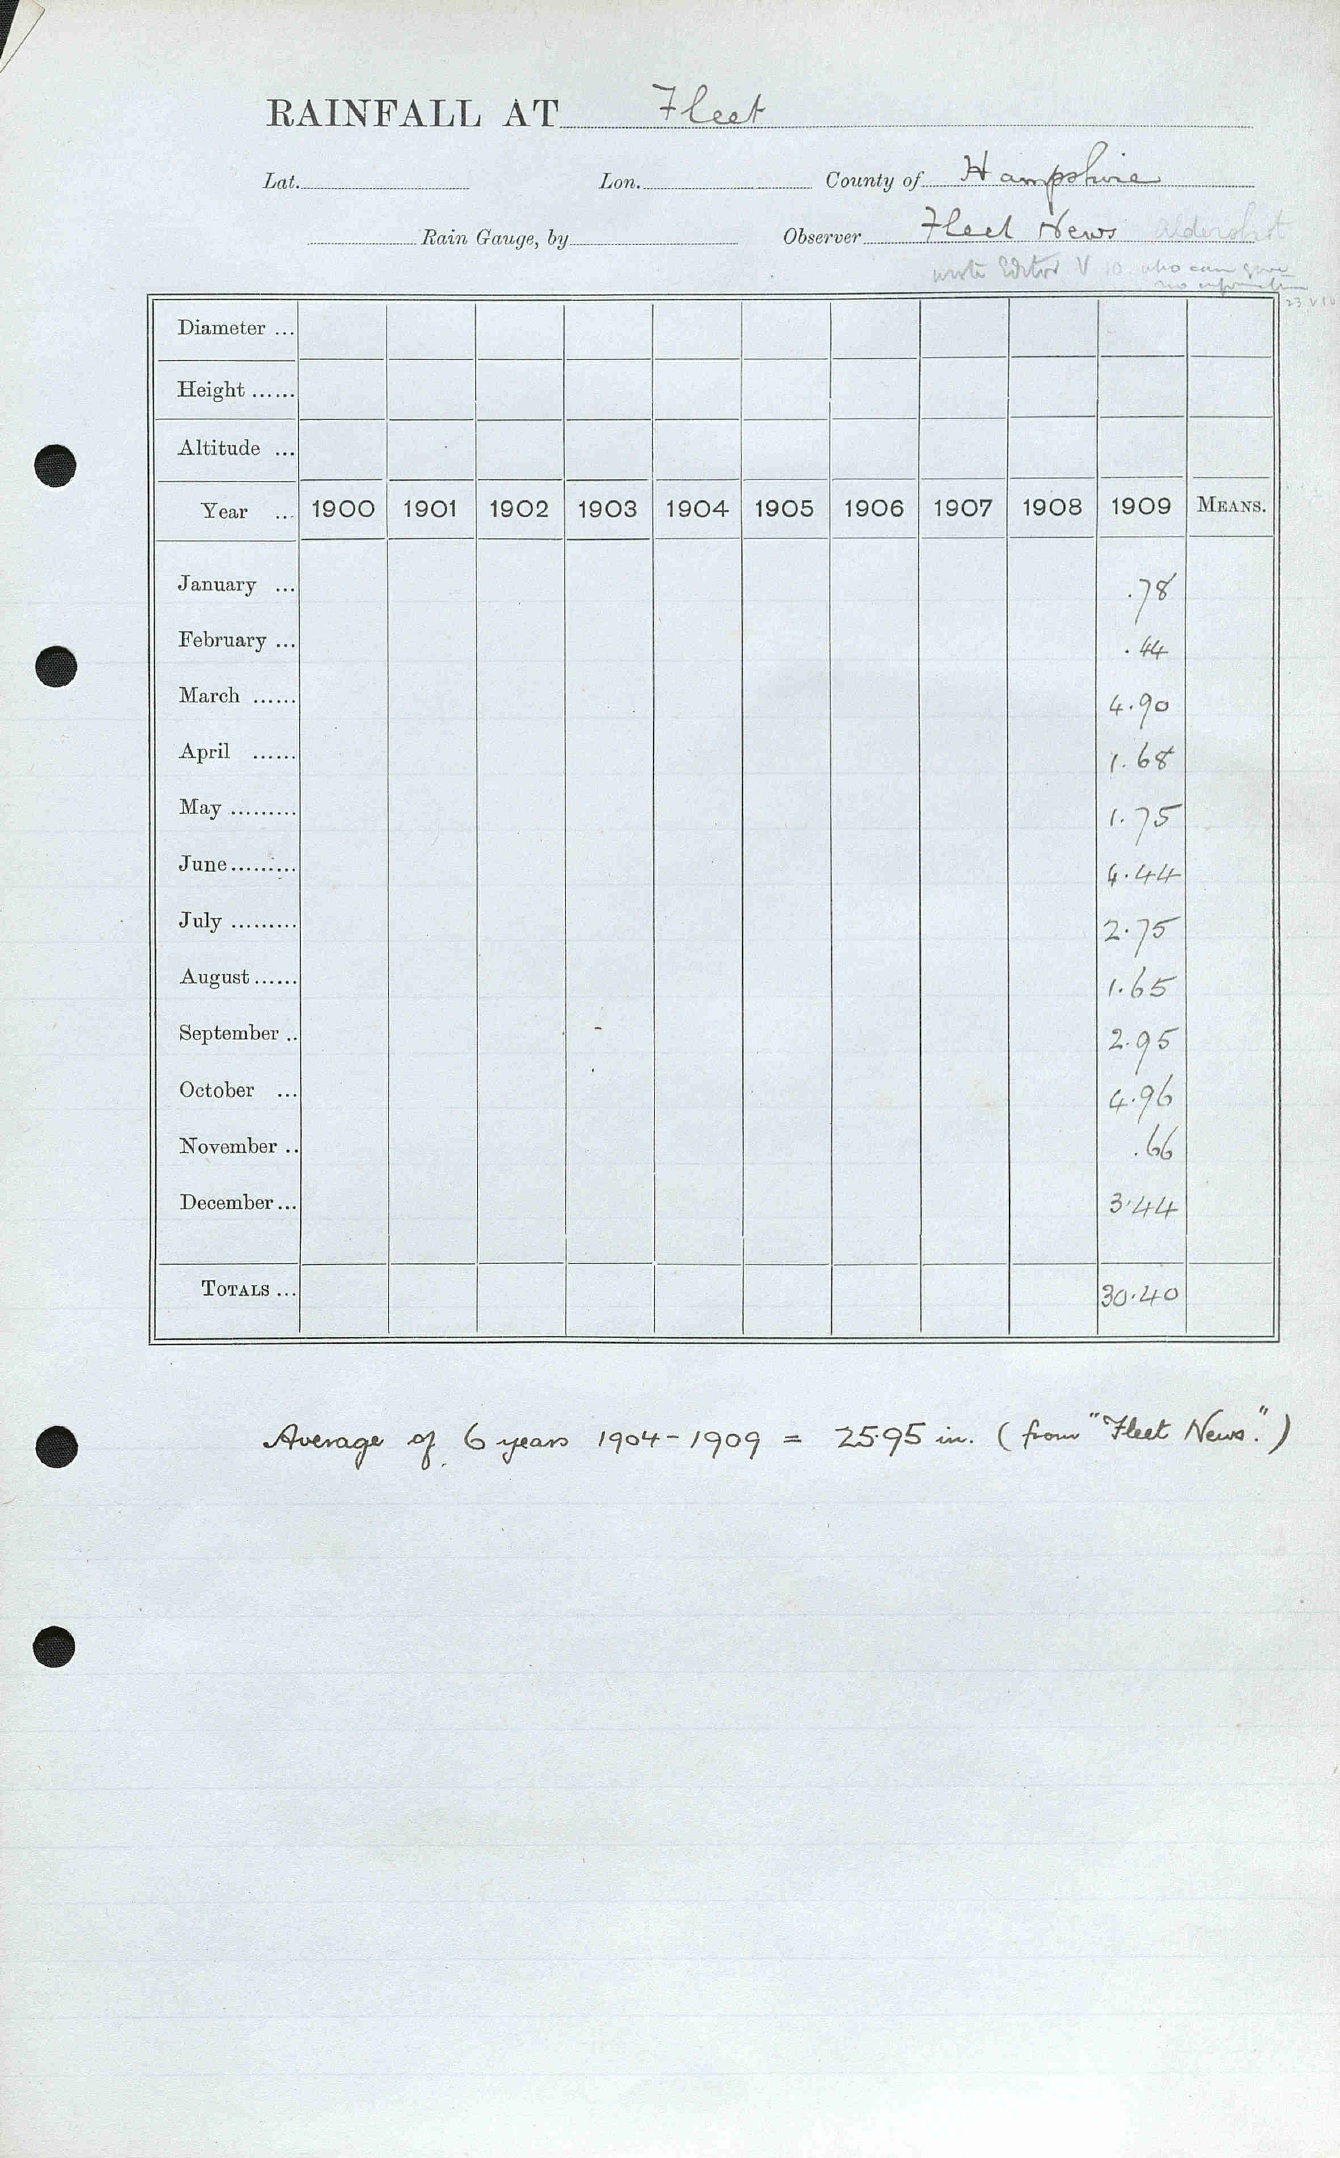 RAINFALL AT Fleet
Lat. Lon. County of Hampshire
Rain Gauge, by Observer Fleet News Aldershot
wrote Editor V 10. who can give
no information
23 V 10
Diameter ...
Height ......
Altitude ...
Year ... 1900 1901 1902 1903 1904 1905 1906 1907 1908 1909 MEANS.
January ... .78
February ... .44
March ...... 4.90
April ...... 1.68
May ......... 1.75
June ......... 4.44
July ......... 2.75
August ...... 1.65
September .. 2.95
October ... 4.96
November .. .66
December ... 3.44
TOTALS ... 30.40
Average of 6 years 1904-1909 = 25.95 in. (from "Fleet News.")